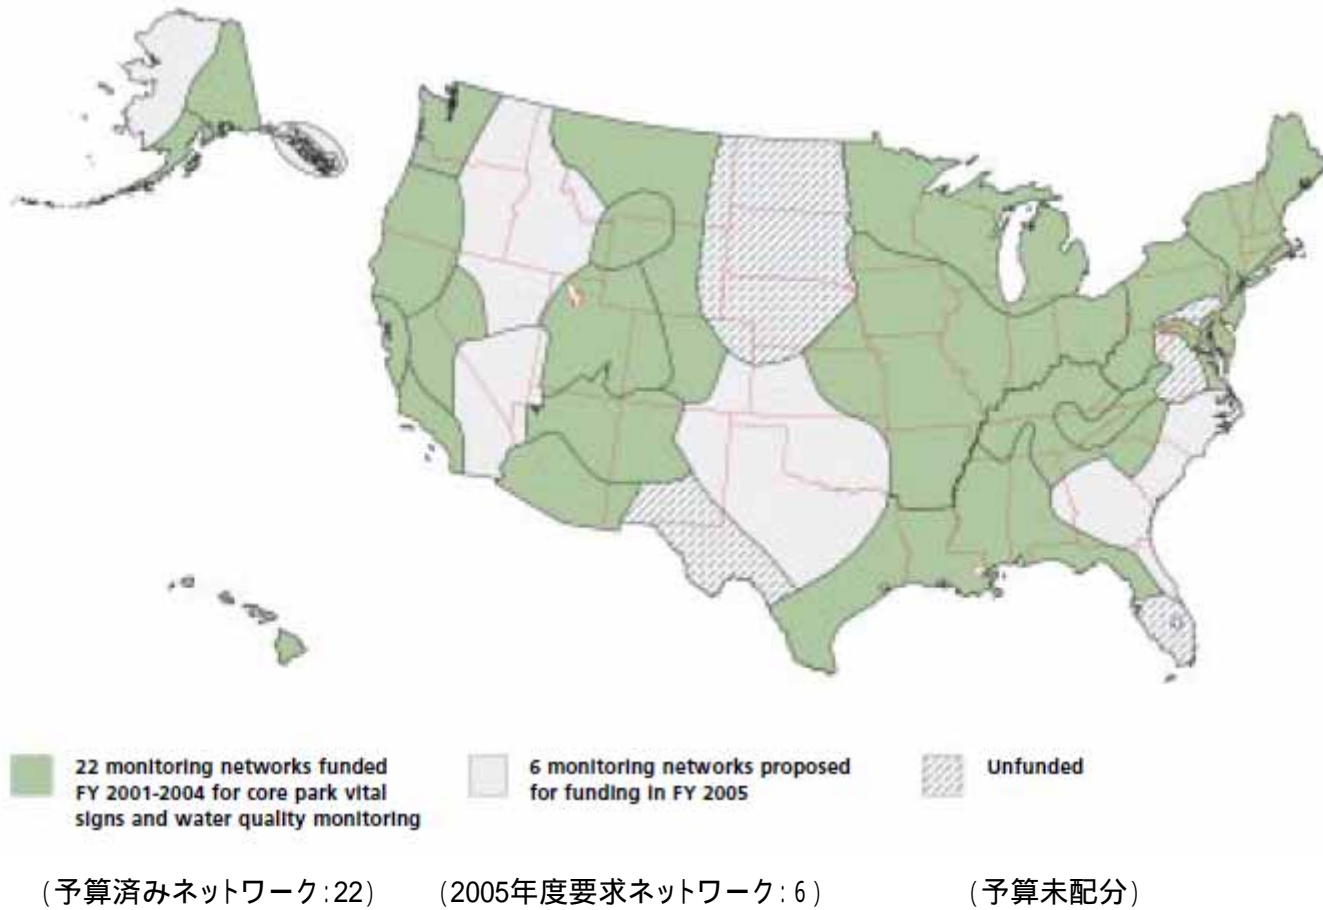 22 monitoring networks funded
FY 2001-2004 for core park vital
signs and water quality monitoring
6 monitoring networks proposed
for funding in FY 2005
Unfunded
(予算済みネットワーク:22)
(2005年度要求ネットワーク:6)
(予算未配分)